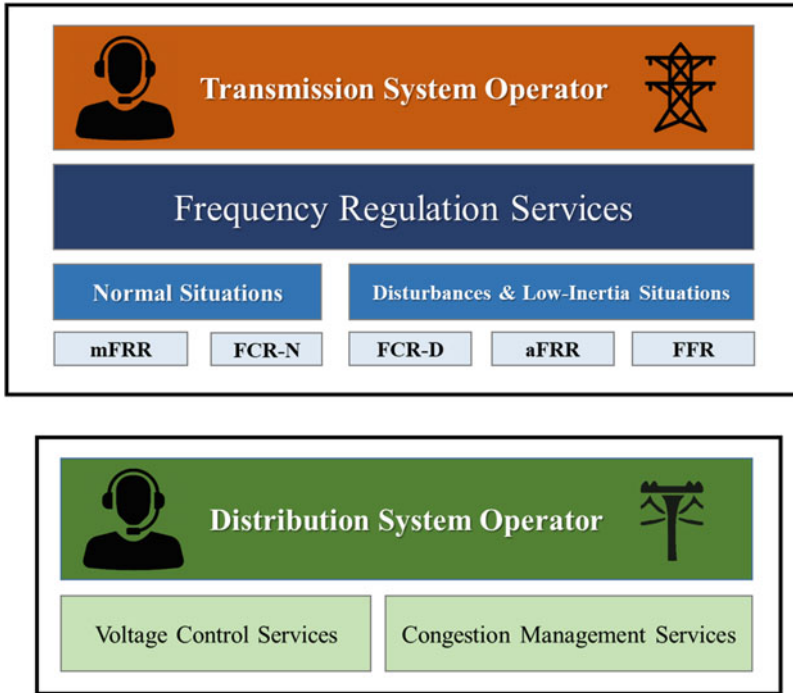 Transmission System Operator
Frequency Regulation Services
Normal Situations
Disturbances & Low-Inertia Situations
mFRR
FCR-N
FCR-D
aFRR
FFR
Distribution System Operator
Voltage Control Services
Congestion Management Services